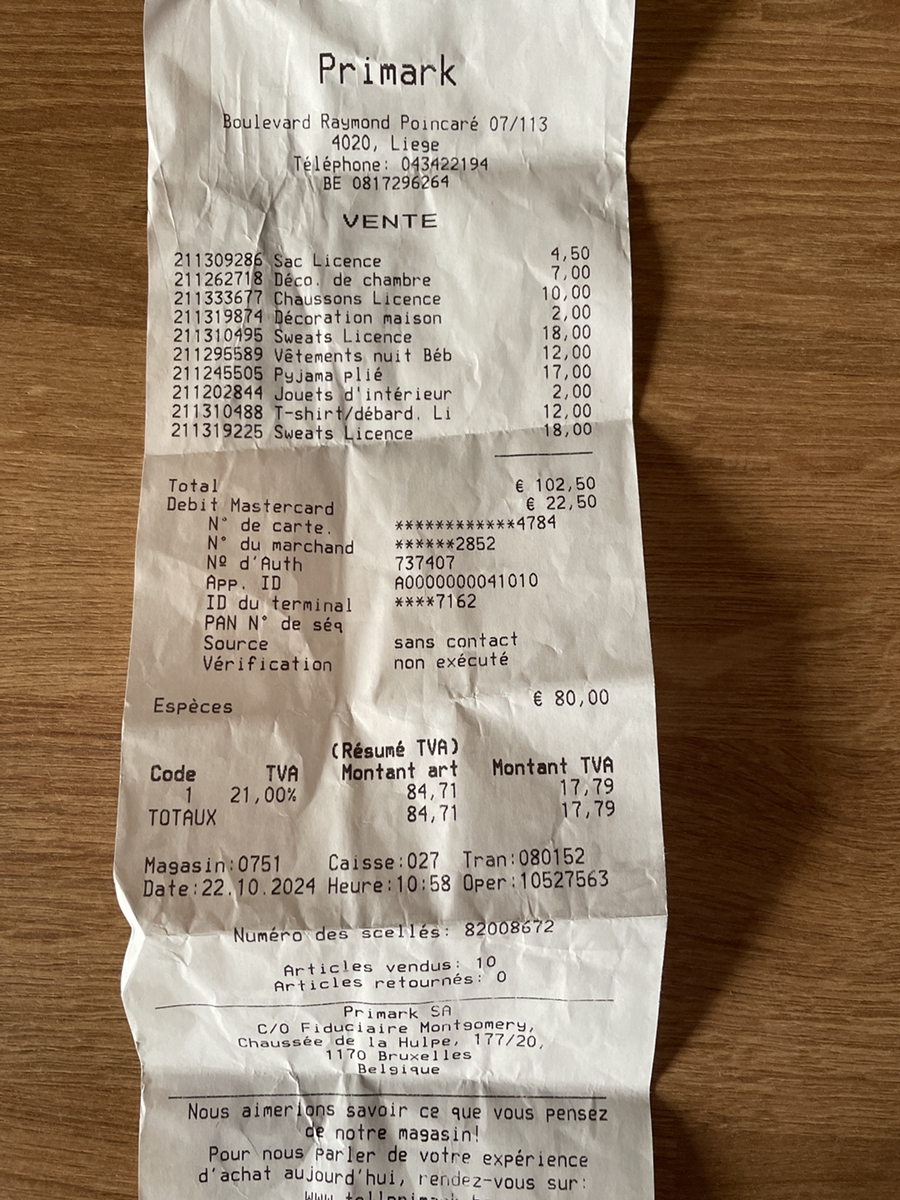 Primark
Boulevard Raymond Poincaré 07/113
4020, Liege
Téléphone: 043422194
BE 0817296264
VENTE
211309286 Sac Licence 4,50
211262718 Déco. de chambre 7,00
211333677 Chaussons Licence 10,00
211319874 Décoration maison 2,00
211310495 Sweats Licence 18,00
211295589 Vêtements nuit Béb 12,00
211245505 Pyjama plié 17,00
211202844 Jouets d'intérieur 2,00
211310488 T-shirt/débard. Li 12,00
211319225 Sweats Licence 18,00
Total € 102,50
Debit Mastercard € 22,50
N° de carte. ************4784
N° du marchand ******2852
Nº d'Auth 737407
App. ID A0000000041010
ID du terminal ****7162
PAN N° de séq
Source sans contact
Vérification non exécuté
Espèces € 80,00
(Résumé TVA)
Code TVA Montant art Montant TVA
1 21,00% 84,71 17,79
TOTAUX 84,71 17,79
Magasin:0751 Caisse:027 Tran:080152
Date:22.10.2024 Heure:10:58 Oper:10527563
Numéro des scellés: 82008672
Articles vendus: 10
Articles retournés: 0
Primark SA
C/O Fiduciaire Montgomery,
Chaussée de la Hulpe, 177/20,
1170 Bruxelles
Belgique
Nous aimerions savoir ce que vous pensez
de notre magasin!
Pour nous parler de votre expérience
d'achat aujourd'hui, rendez-vous sur: